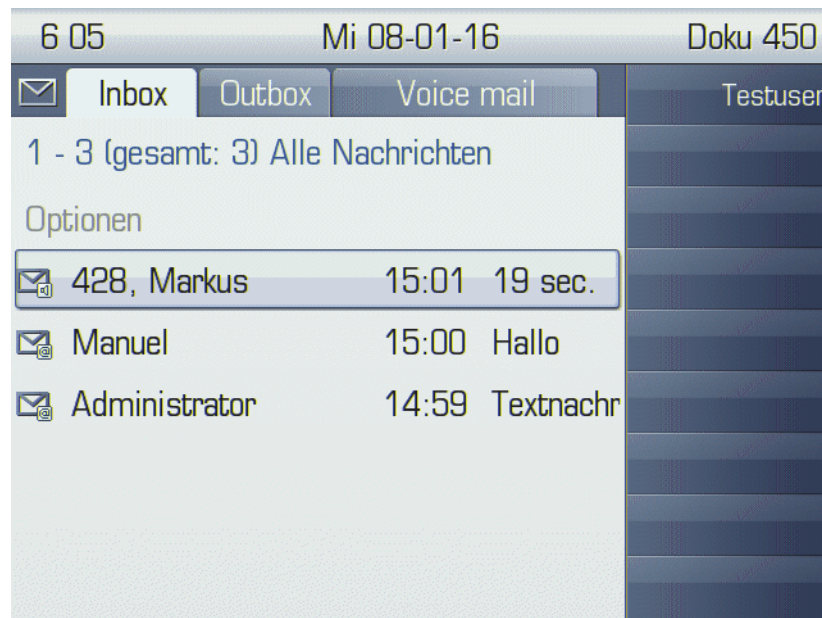 6 05 Mi 08-01-16 Doku 450
Inbox Outbox Voice mail Testuser
1 - 3 (gesamt: 3) Alle Nachrichten
Optionen
428, Markus 15:01 19 sec.
Manuel 15:00 Hallo
Administrator 14:59 Textnachr